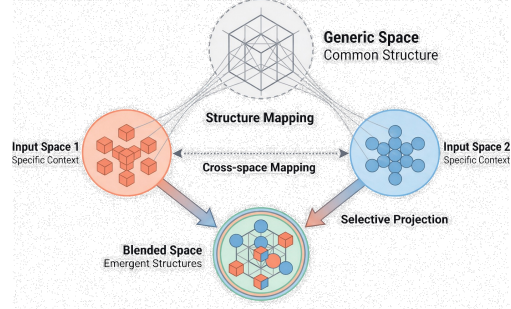 Generic Space
Common Structure
Structure Mapping
Input Space 1
Specific Context
Input Space 2
Specific Context
Cross-space Mapping
Selective Projection
Blended Space
Emergent Structures